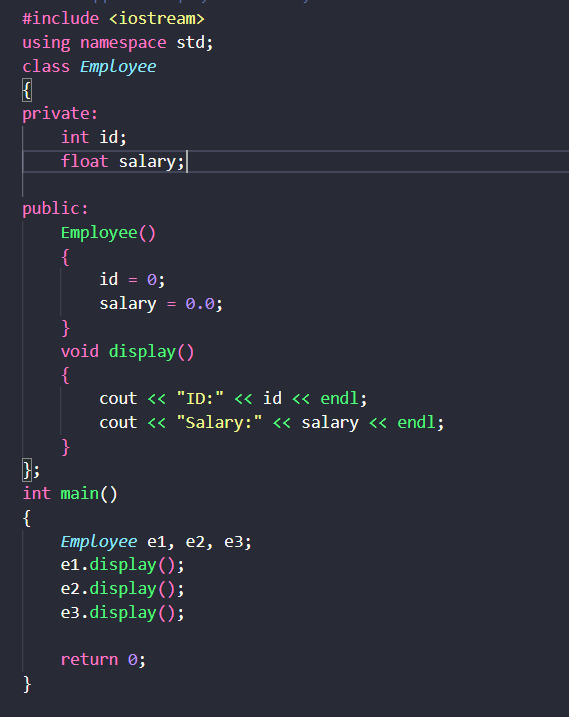 #include <iostream>
using namespace std;
class Employee
{
private:
    int id;
    float salary;
public:
    Employee()
    {
        id = 0;
        salary = 0.0;
    }
    void display()
    {
        cout << "ID:" << id << endl;
        cout << "Salary:" << salary << endl;
    }
};
int main()
{
    Employee e1, e2, e3;
    e1.display();
    e2.display();
    e3.display();
    return 0;
}